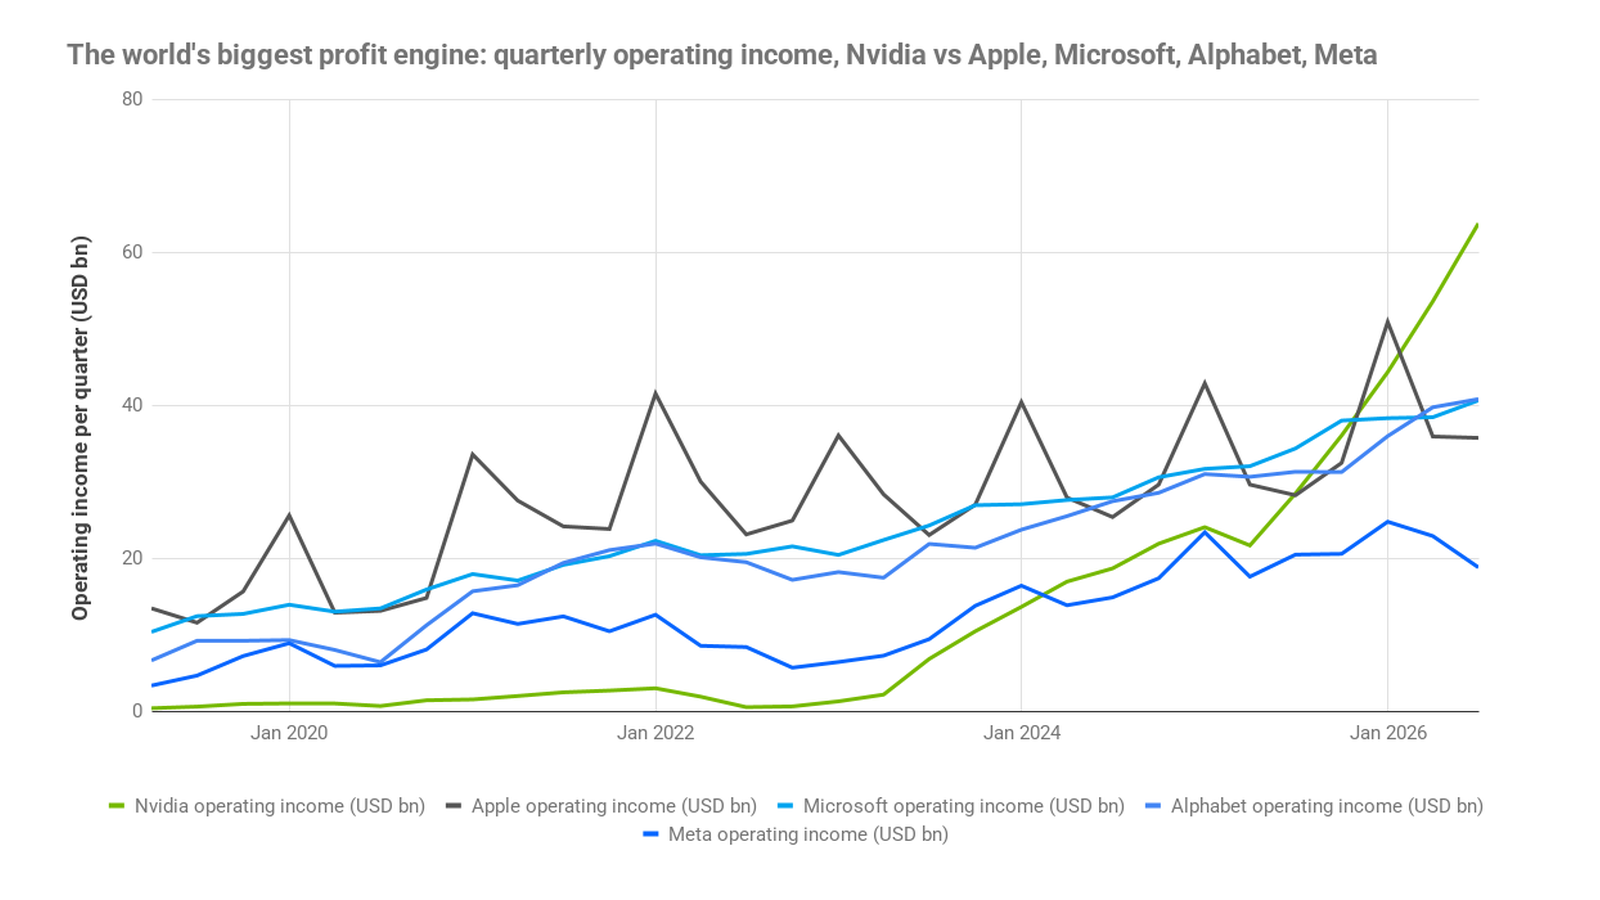 The world's biggest profit engine: quarterly operating income, Nvidia vs Apple, Microsoft, Alphabet, Meta
Operating income per quarter (USD bn)
80
60
40
20
0
Jan 2020
Jan 2022
Jan 2024
Jan 2026
Nvidia operating income (USD bn)
Apple operating income (USD bn)
Microsoft operating income (USD bn)
Alphabet operating income (USD bn)
Meta operating income (USD bn)